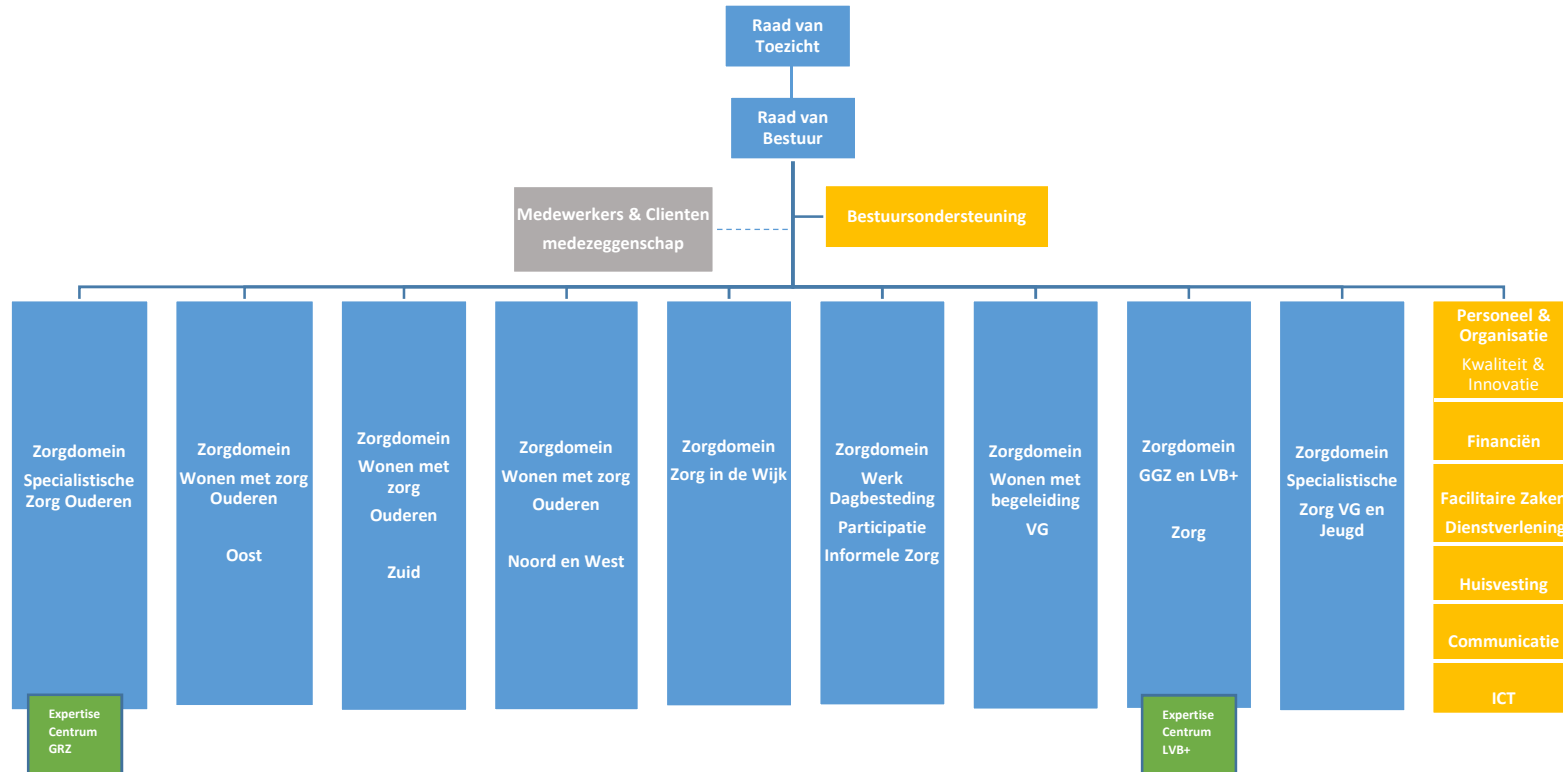 Raad van
Toezicht
Raad van
Bestuur
Medewerkers & Clienten
medezeggenschap
Bestuursondersteuning
Zorgdomein
Specialistische
Zorg Ouderen
Zorgdomein
Wonen met zorg
Ouderen
Oost
Zorgdomein
Wonen met
zorg
Ouderen
Zuid
Zorgdomein
Wonen met zorg
Ouderen
Noord en West
Zorgdomein
Zorg in de Wijk
Zorgdomein
Werk
Dagbesteding
Participatie
Informele Zorg
Zorgdomein
Wonen met
begeleiding
VG
Zorgdomein
GGZ en LVB+
Zorg
Zorgdomein
Specialistische
Zorg VG en
Jeugd
Personeel &
Organisatie
Kwaliteit &
Innovatie
Financiën
Facilitaire Zaken
Dienstverlening
Huisvesting
Communicatie
ICT
Expertise
Centrum
GRZ
Expertise
Centrum
LVB+